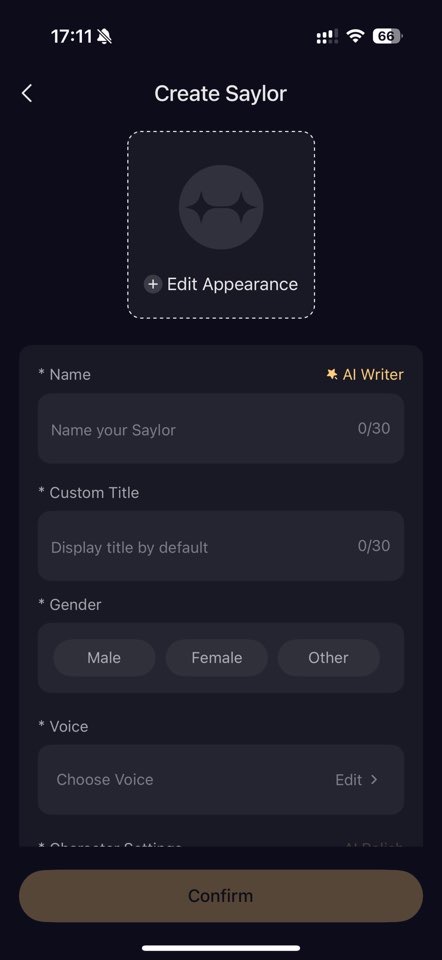 17:11
66
Create Saylor
+ Edit Appearance
* Name
AI Writer
Name your Saylor
0/30
* Custom Title
Display title by default
0/30
* Gender
Male
Female
Other
* Voice
Choose Voice
Edit >
* Character Settings
AI Polish
Confirm